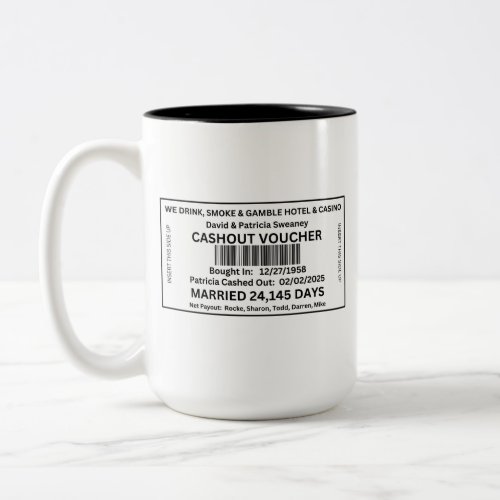 WE DRINK, SMOKE & GAMBLE HOTEL & CASINO
David & Patricia Sweaney
CASHOUT VOUCHER
Bought In: 12/27/1958
Patricia Cashed Out: 02/02/2025
MARRIED 24,145 DAYS
Net Payout: Rocke, Sharon, Todd, Darren, Mike
INSERT THIS SIDE UP
INSERT THIS SIDE UP